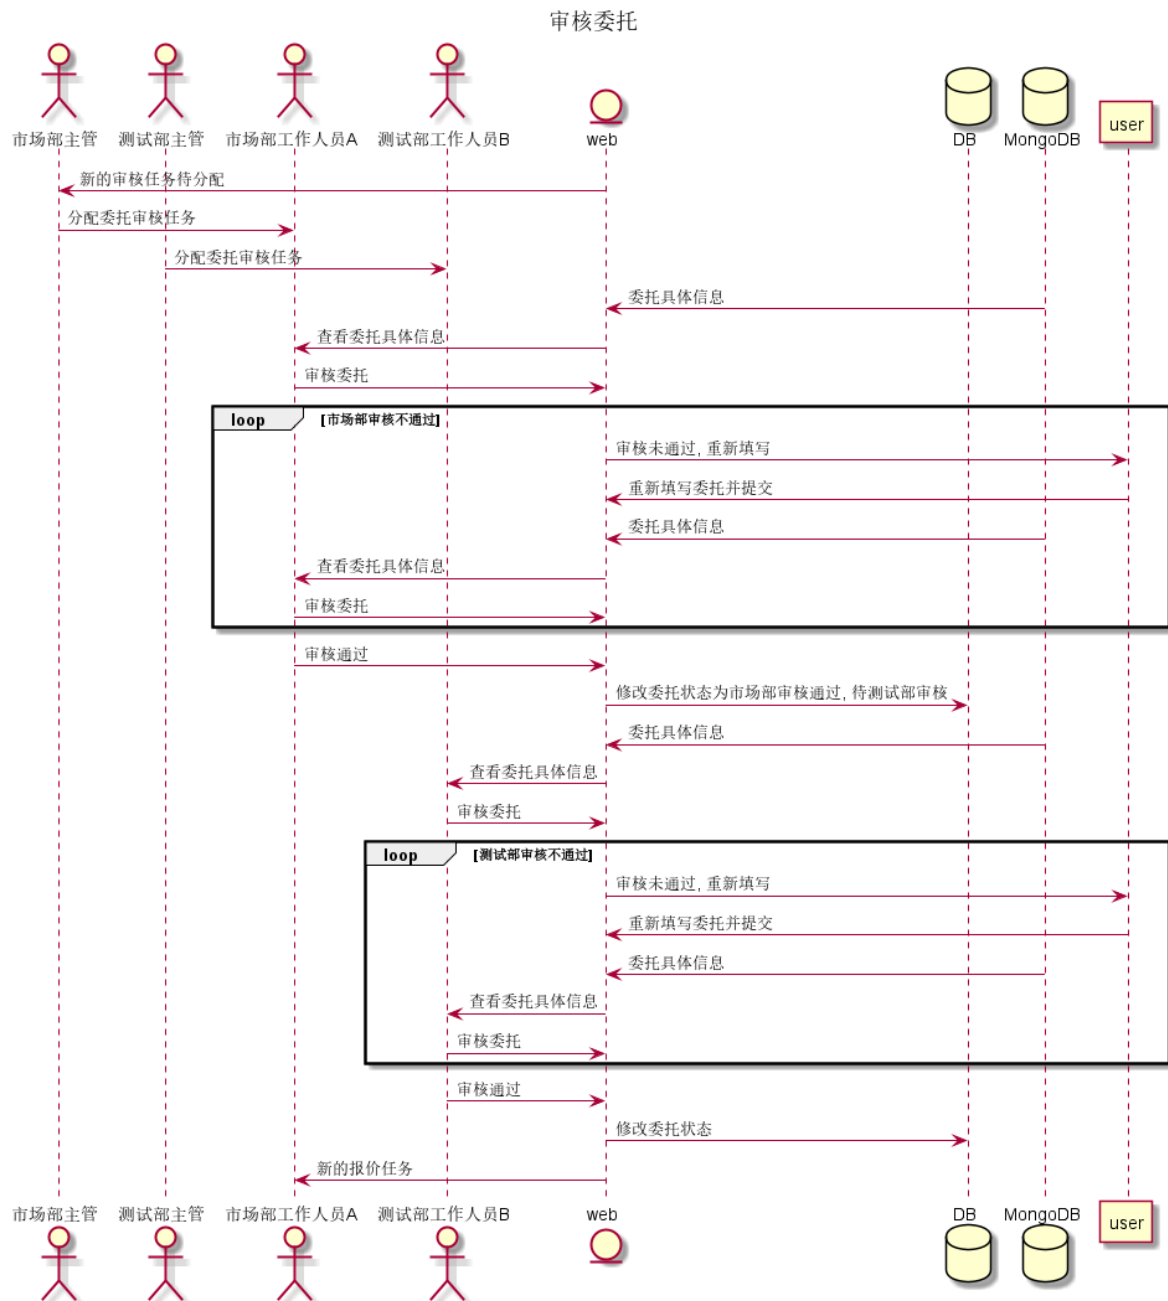 审核委托
市场部主管 测试部主管 市场部工作人员A 测试部工作人员B web DB MongoDB user
新的审核任务待分配
分配委托审核任务
分配委托审核任务
委托具体信息
查看委托具体信息
审核委托
loop [市场部审核不通过]
审核未通过, 重新填写
重新填写委托并提交
委托具体信息
查看委托具体信息
审核委托
审核通过
修改委托状态为市场部审核通过, 待测试部审核
委托具体信息
查看委托具体信息
审核委托
loop [测试部审核不通过]
审核未通过, 重新填写
重新填写委托并提交
委托具体信息
查看委托具体信息
审核委托
审核通过
修改委托状态
新的报价任务
市场部主管 测试部主管 市场部工作人员A 测试部工作人员B web DB MongoDB user